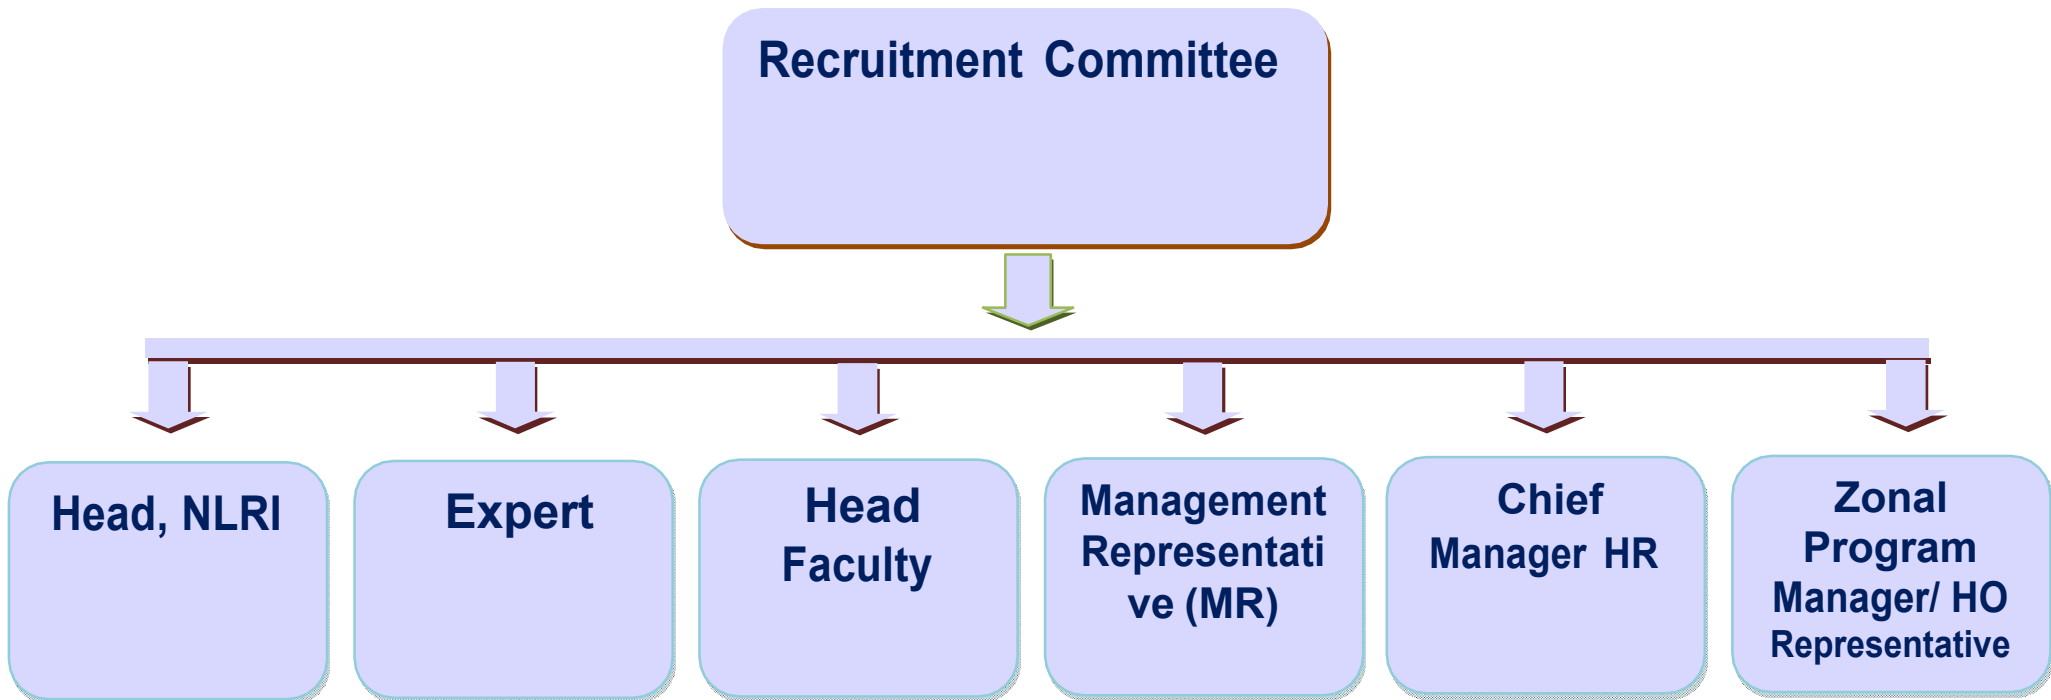 Recruitment Committee
Head, NLRI
Expert
Head
Faculty
Management
Representati
ve (MR)
Chief
Manager HR
Zonal
Program
Manager/ HO
Representative